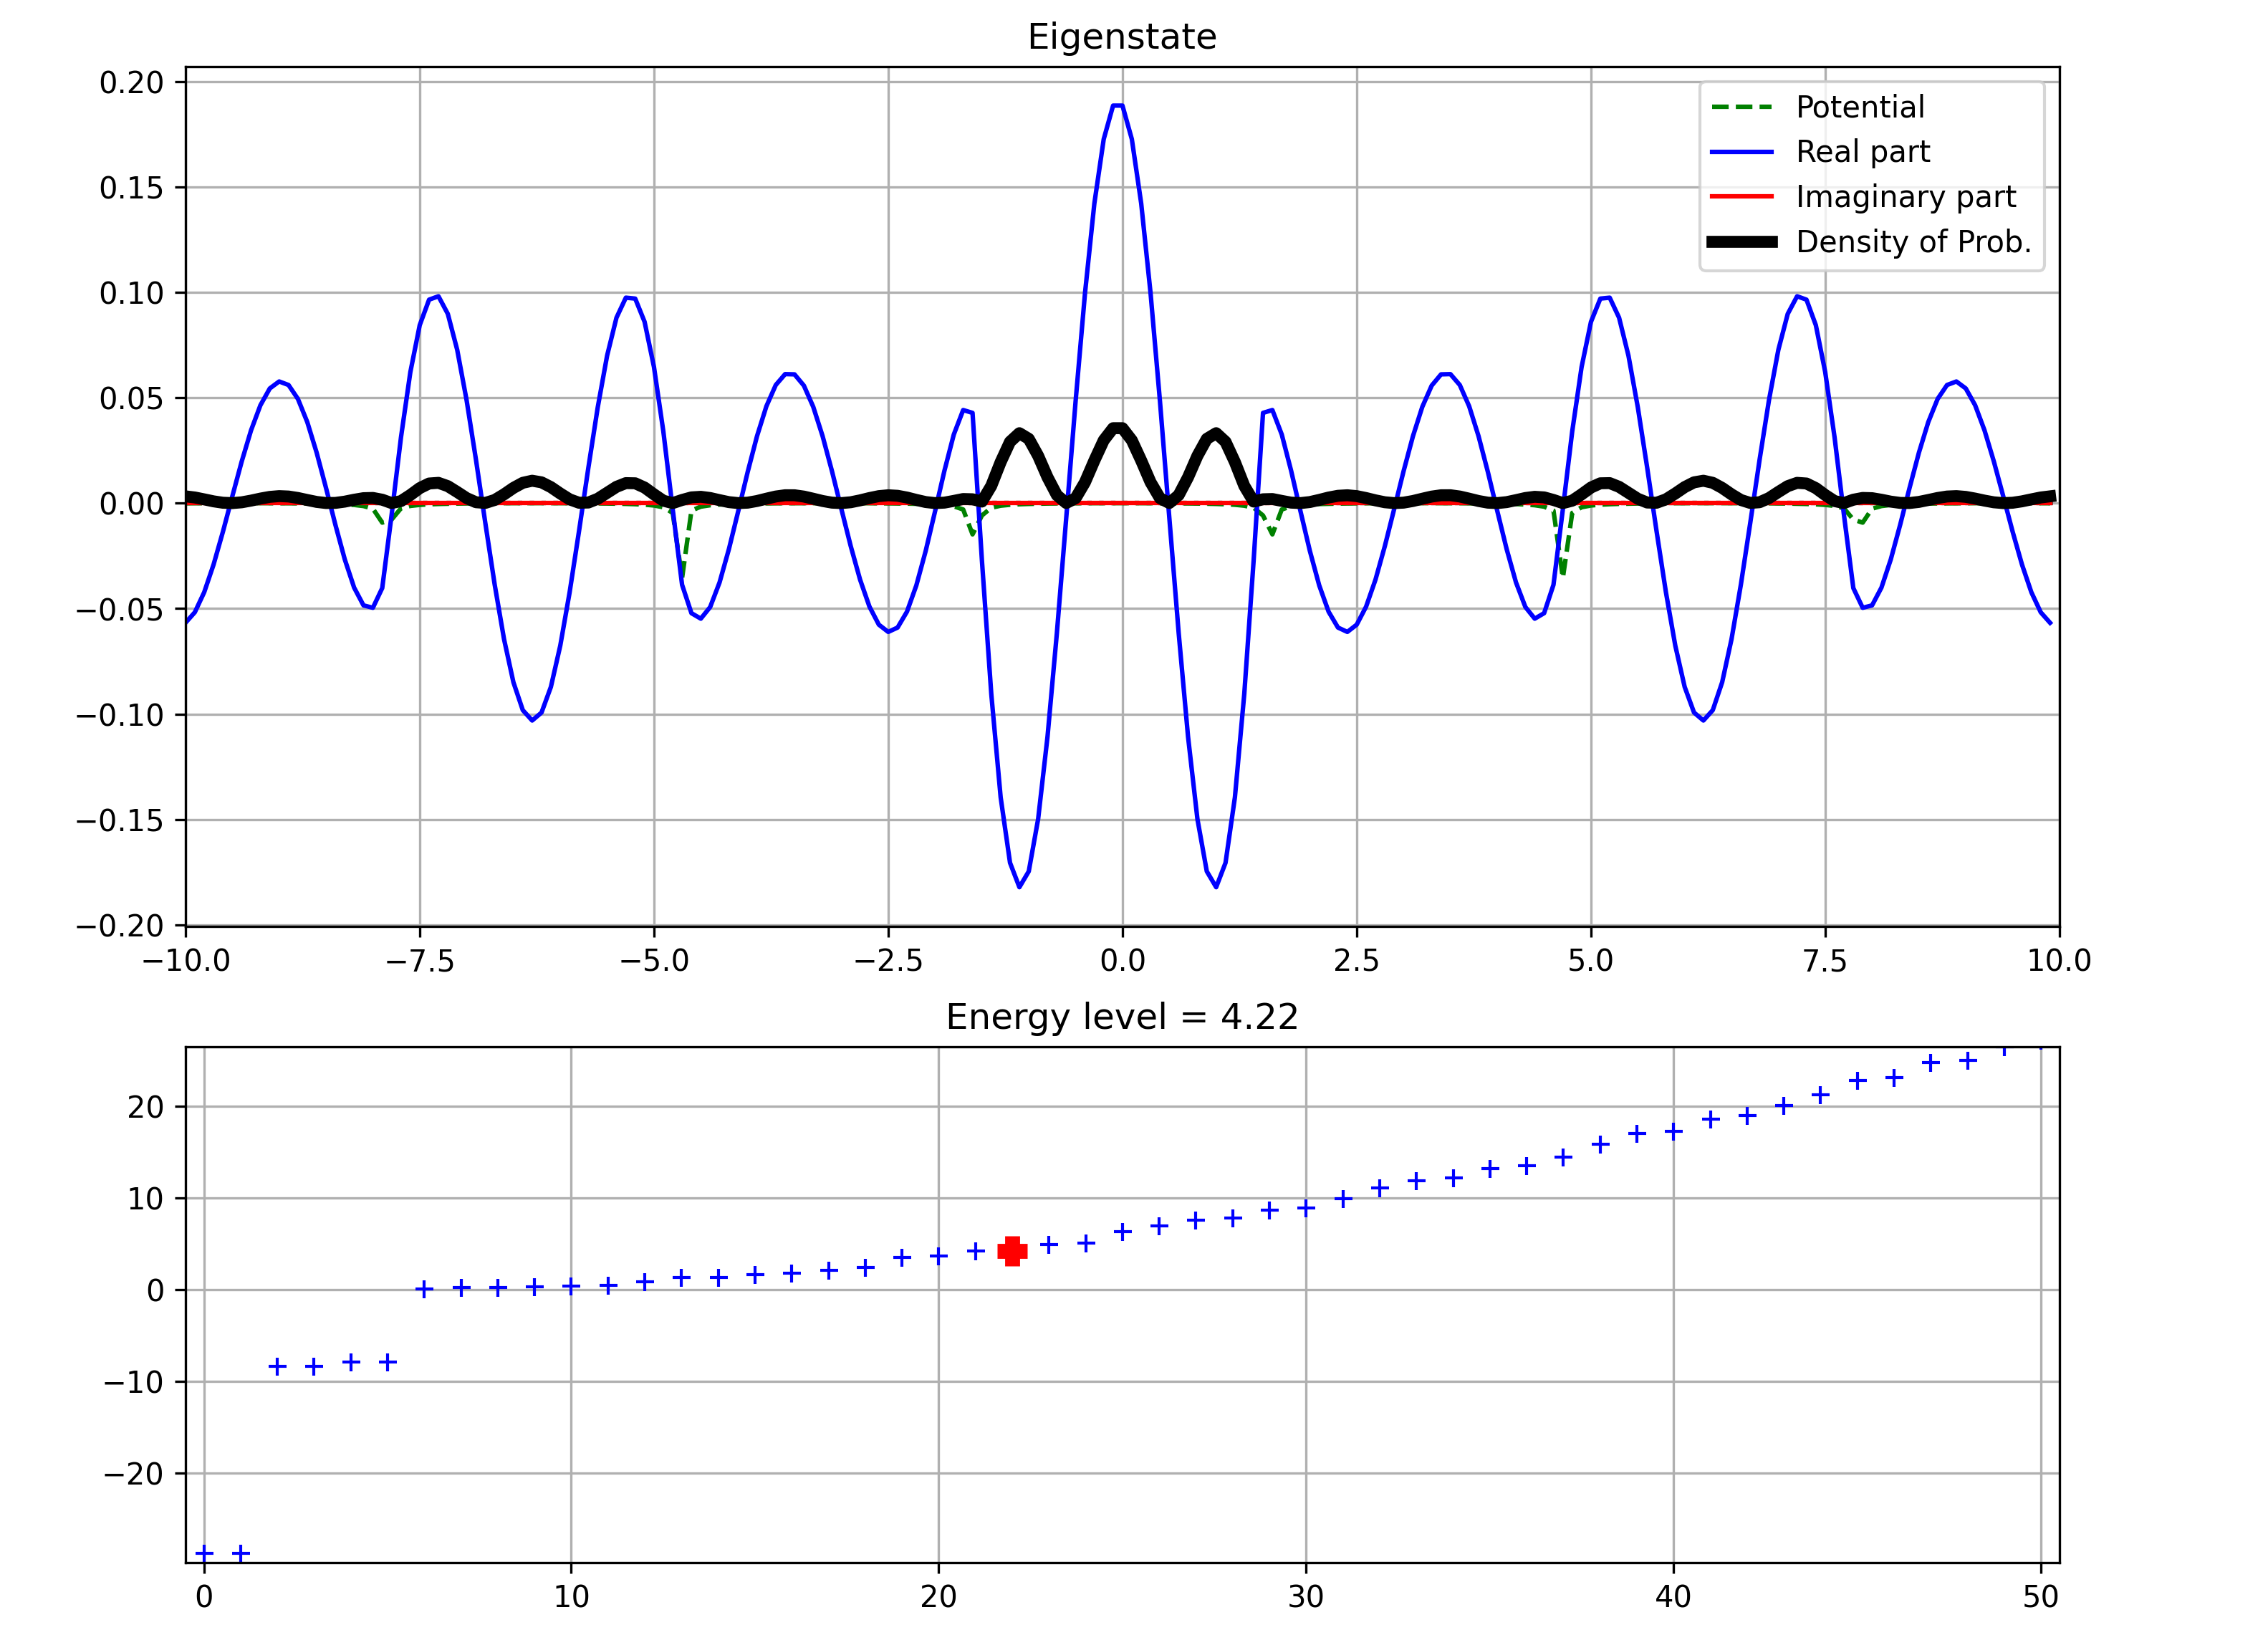 Eigenstate
0.20
0.15
0.10
0.05
0.00
−0.05
−0.10
−0.15
−0.20
Potential
Real part
Imaginary part
Density of Prob.
−10.0 −7.5 −5.0 −2.5 0.0 2.5 5.0 7.5 10.0
Energy level = 4.22
20
10
0
−10
−20
0 10 20 30 40 50